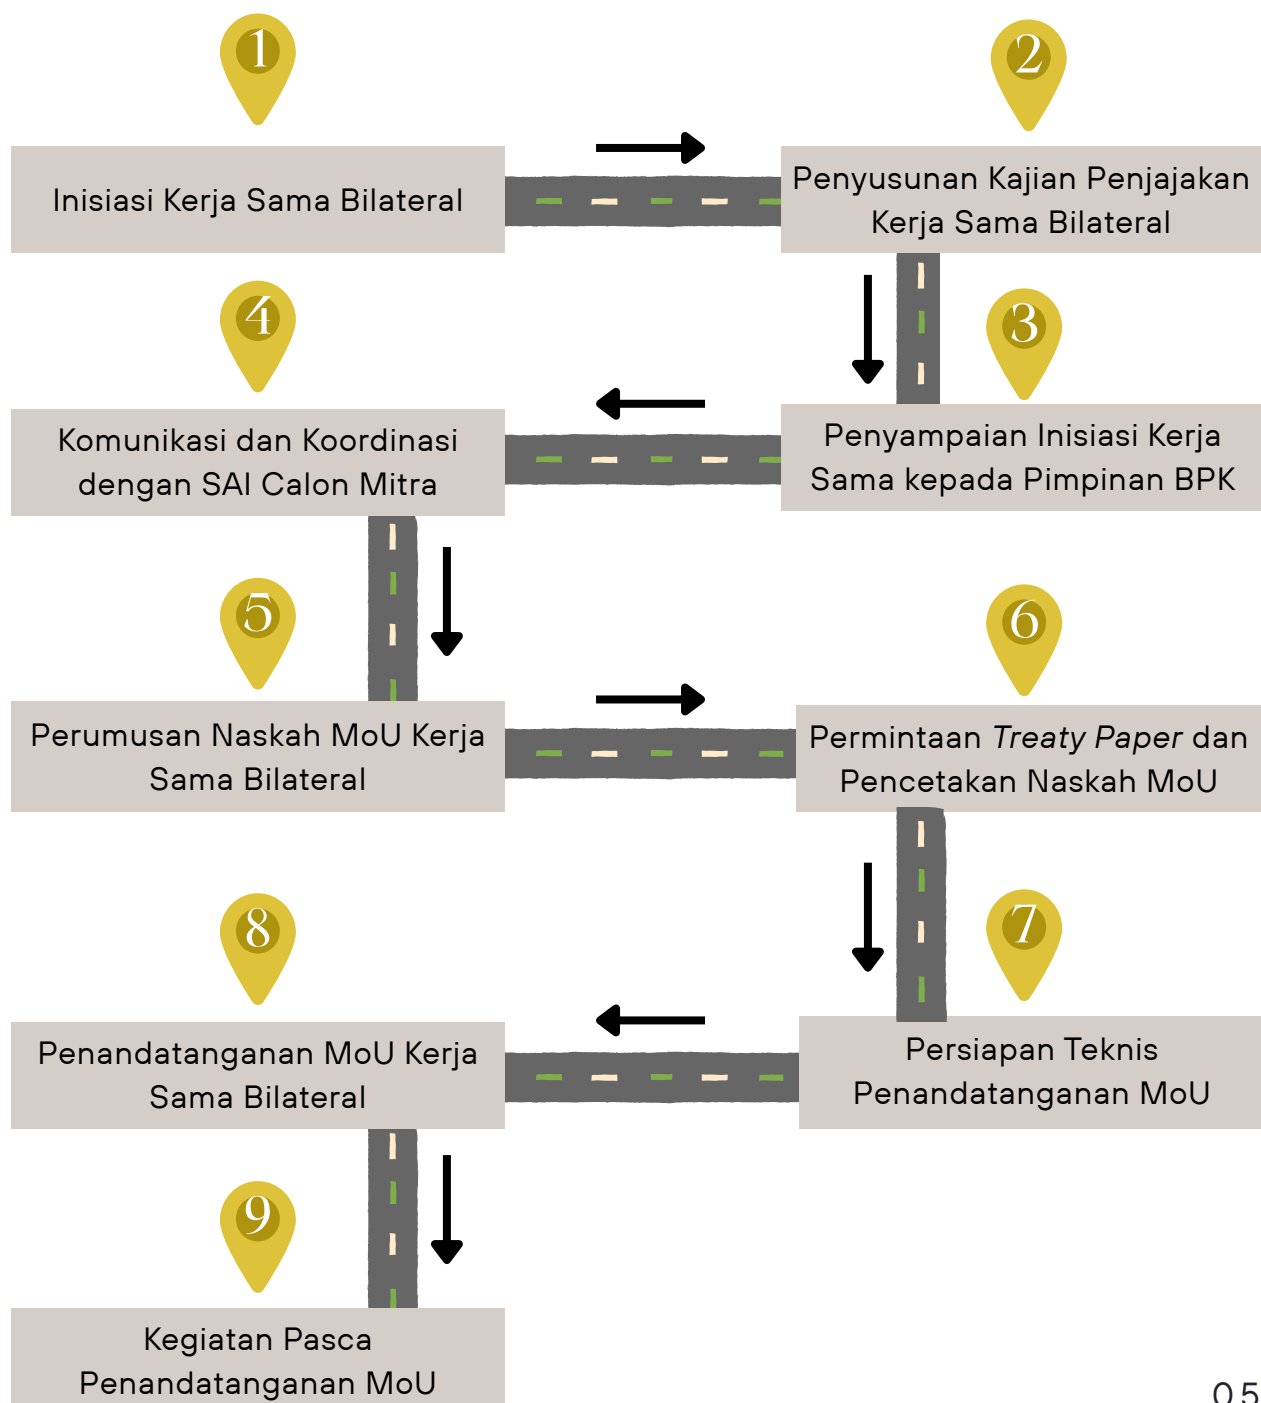 1
Inisiasi Kerja Sama Bilateral
2
Penyusunan Kajian Penjajakan
Kerja Sama Bilateral
3
Penyampaian Inisiasi Kerja
Sama kepada Pimpinan BPK
4
Komunikasi dan Koordinasi
dengan SAI Calon Mitra
5
Perumusan Naskah MoU Kerja
Sama Bilateral
6
Permintaan Treaty Paper dan
Pencetakan Naskah MoU
7
Persiapan Teknis
Penandatanganan MoU
8
Penandatanganan MoU Kerja
Sama Bilateral
9
Kegiatan Pasca
Penandatanganan MoU
05